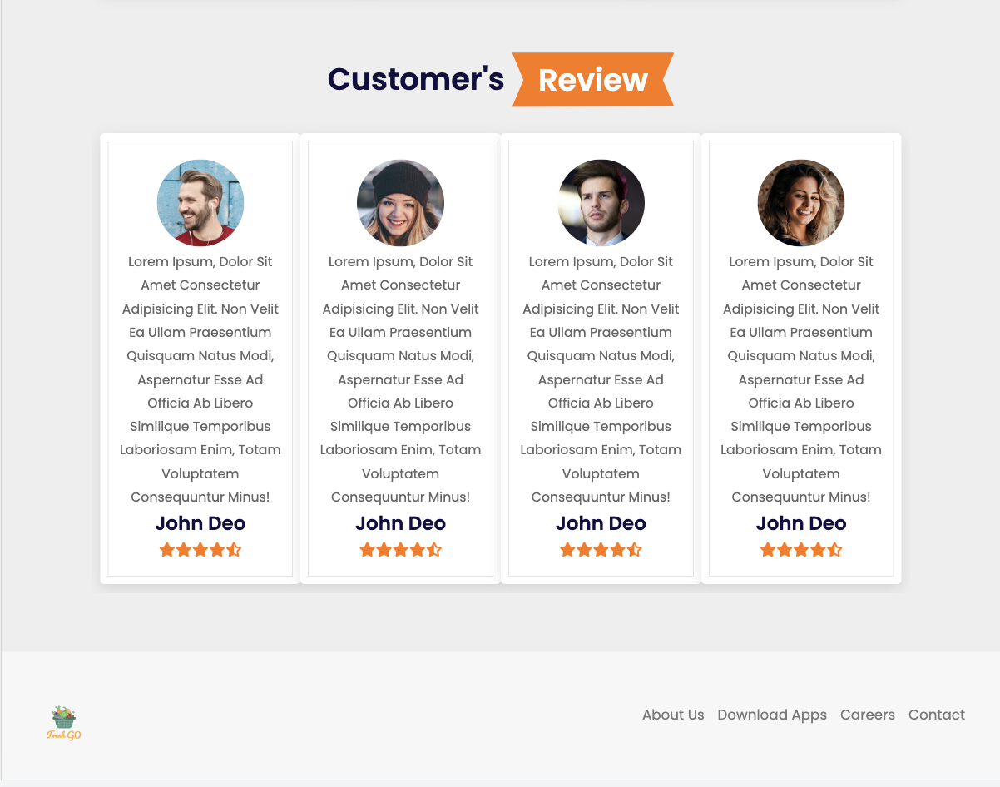 Customer's Review
Lorem Ipsum, Dolor Sit
Amet Consectetur
Adipisicing Elit. Non Velit
Ea Ullam Praesentium
Quisquam Natus Modi,
Aspernatur Esse Ad
Officia Ab Libero
Similique Temporibus
Laboriosam Enim, Totam
Voluptatem
Consequuntur Minus!
John Deo
Lorem Ipsum, Dolor Sit
Amet Consectetur
Adipisicing Elit. Non Velit
Ea Ullam Praesentium
Quisquam Natus Modi,
Aspernatur Esse Ad
Officia Ab Libero
Similique Temporibus
Laboriosam Enim, Totam
Voluptatem
Consequuntur Minus!
John Deo
Lorem Ipsum, Dolor Sit
Amet Consectetur
Adipisicing Elit. Non Velit
Ea Ullam Praesentium
Quisquam Natus Modi,
Aspernatur Esse Ad
Officia Ab Libero
Similique Temporibus
Laboriosam Enim, Totam
Voluptatem
Consequuntur Minus!
John Deo
Lorem Ipsum, Dolor Sit
Amet Consectetur
Adipisicing Elit. Non Velit
Ea Ullam Praesentium
Quisquam Natus Modi,
Aspernatur Esse Ad
Officia Ab Libero
Similique Temporibus
Laboriosam Enim, Totam
Voluptatem
Consequuntur Minus!
John Deo
Fresh GO
About Us Download Apps Careers Contact